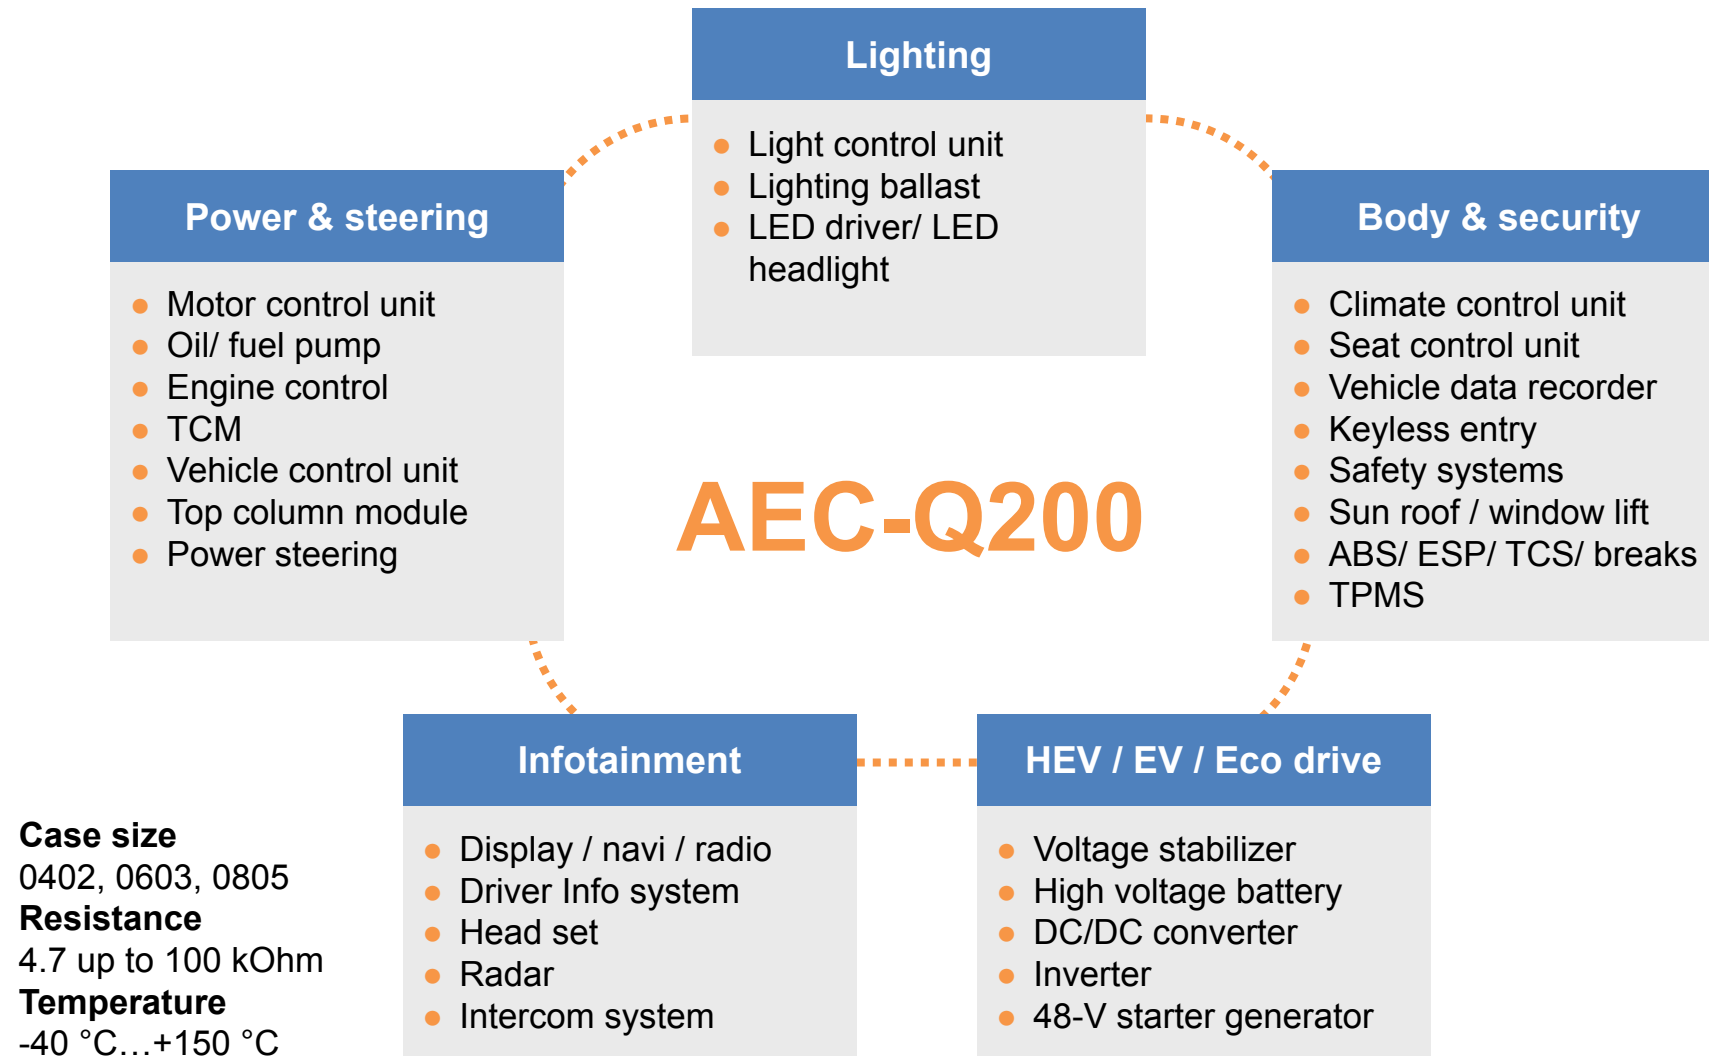 Lighting
Light control unit
Lighting ballast
LED driver/ LED
headlight
Power & steering
Motor control unit
Oil/ fuel pump
Engine control
TCM
Vehicle control unit
Top column module
Power steering
Body & security
Climate control unit
Seat control unit
Vehicle data recorder
Keyless entry
Safety systems
Sun roof / window lift
ABS/ ESP/ TCS/ breaks
TPMS
AEC-Q200
Infotainment
Display / navi / radio
Driver Info system
Head set
Radar
Intercom system
HEV / EV / Eco drive
Voltage stabilizer
High voltage battery
DC/DC converter
Inverter
48-V starter generator
Case size
0402, 0603, 0805
Resistance
4.7 up to 100 kOhm
Temperature
-40 °C…+150 °C